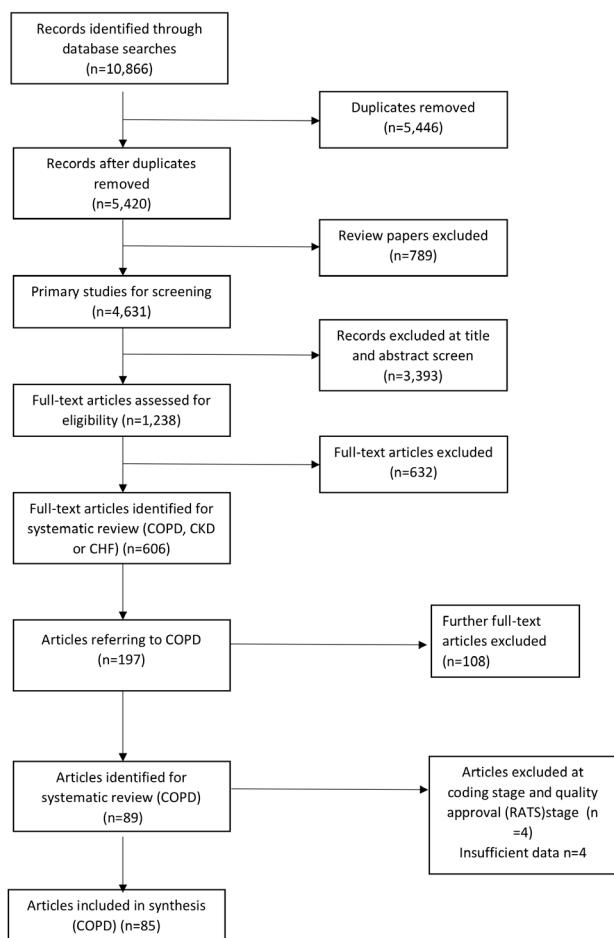 Records identified through
database searches
(n=10,866)
Duplicates removed
(n=5,446)
Records after duplicates
removed
(n=5,420)
Review papers excluded
(n=789)
Primary studies for screening
(n=4,631)
Records excluded at title
and abstract screen
(n=3,393)
Full-text articles assessed for
eligibility (n=1,238)
Full-text articles excluded
(n=632)
Full-text articles identified for
systematic review (COPD, CKD
or CHF) (n=606)
Articles referring to COPD
(n=197)
Further full-text
articles excluded
(n=108)
Articles identified for
systematic review (COPD)
(n=89)
Articles excluded at
coding stage and quality
approval (RATS)stage  (n
=4)
Insufficient data n=4
Articles included in synthesis
(COPD) (n=85)